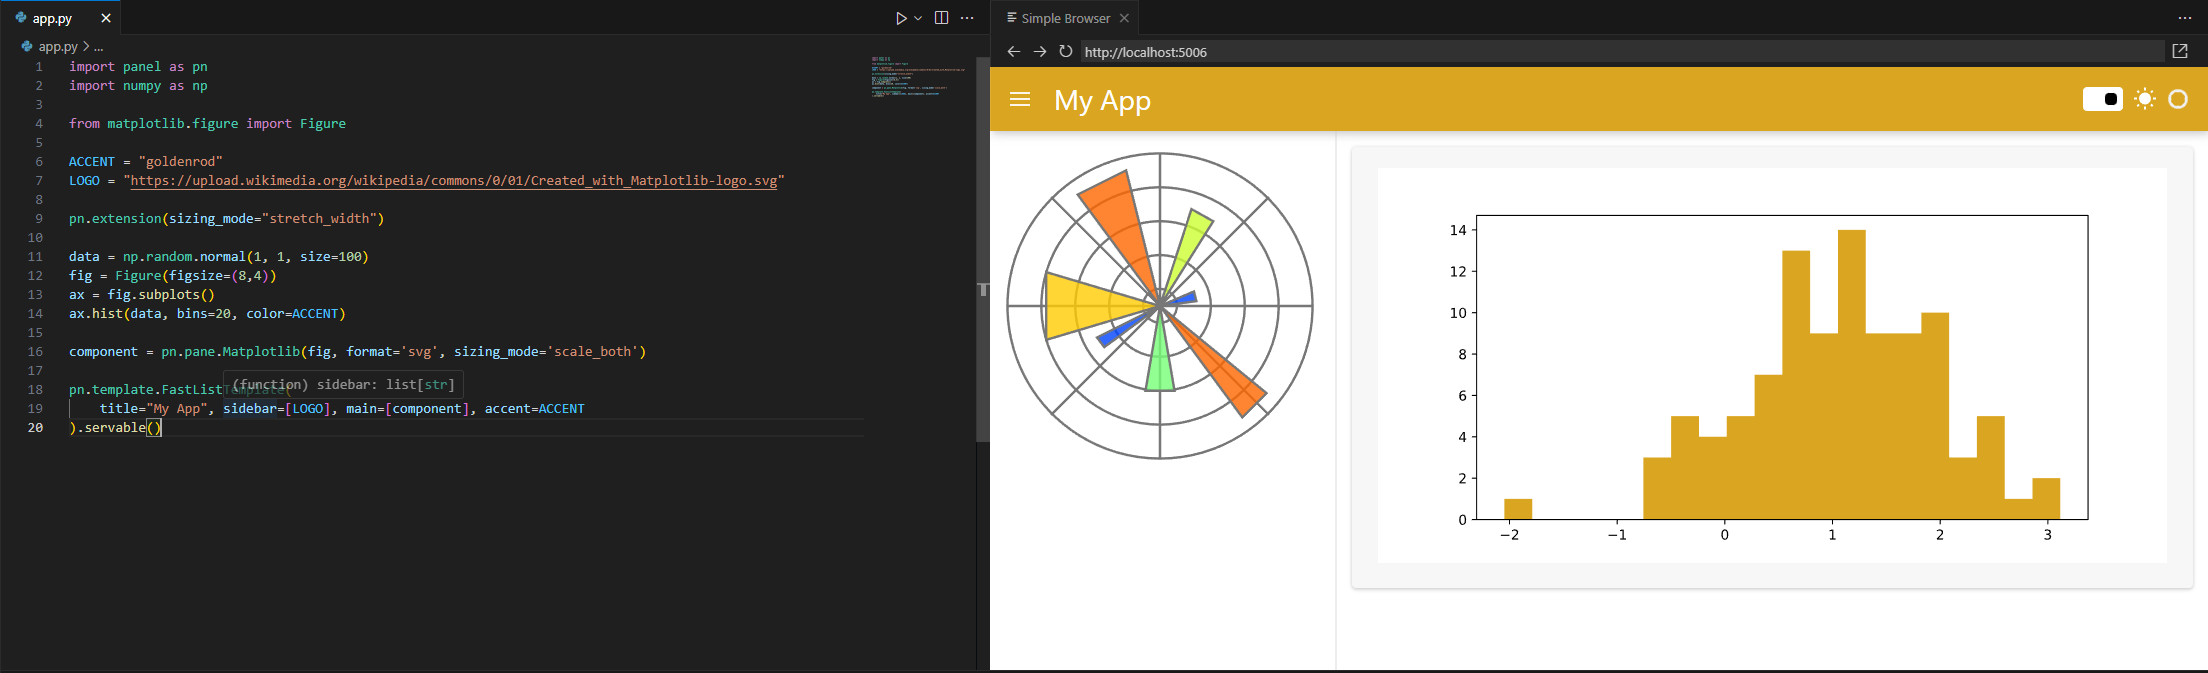 app.py
app.py > ...
1 import panel as pn
2 import numpy as np
3
4 from matplotlib.figure import Figure
5
6 ACCENT = "goldenrod"
7 LOGO = "https://upload.wikimedia.org/wikipedia/commons/0/01/Created_with_Matplotlib-logo.svg"
8
9 pn.extension(sizing_mode="stretch_width")
10
11 data = np.random.normal(1, 1, size=100)
12 fig = Figure(figsize=(8,4))
13 ax = fig.subplots()
14 ax.hist(data, bins=20, color=ACCENT)
15
16 component = pn.pane.Matplotlib(fig, format='svg', sizing_mode='scale_both')
17
(function) sidebar: list[str]
18 pn.template.FastListTemplate(
19     title="My App", sidebar=[LOGO], main=[component], accent=ACCENT
20 ).servable()
Simple Browser
http://localhost:5006
My App
14
12
10
8
6
4
2
0
−2 −1 0 1 2 3